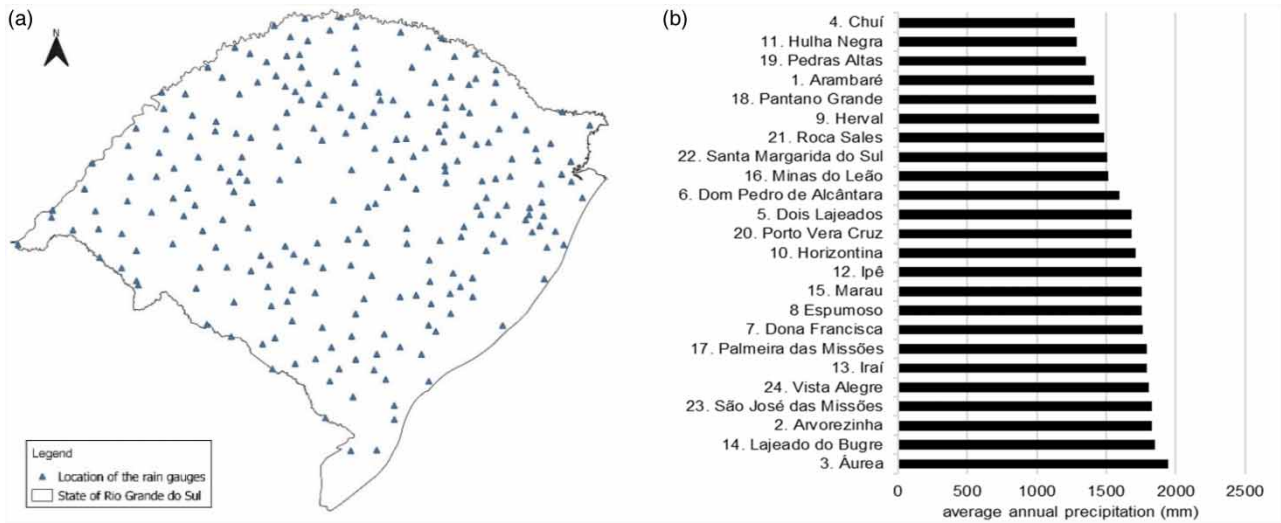 (a)
N
Legend
Location of the rain gauges
State of Rio Grande do Sul
(b)
4. Chuí
11. Hulha Negra
19. Pedras Altas
1. Arambaré
18. Pantano Grande
9. Herval
21. Roca Sales
22. Santa Margarida do Sul
16. Minas do Leão
6. Dom Pedro de Alcântara
5. Dois Lajeados
20. Porto Vera Cruz
10. Horizontina
12. Ipê
15. Marau
8 Espumoso
7. Dona Francisca
17. Palmeira das Missões
13. Iraí
24. Vista Alegre
23. São José das Missões
2. Arvorezinha
14. Lajeado do Bugre
3. Áurea
0 500 1000 1500 2000 2500
average annual precipitation (mm)